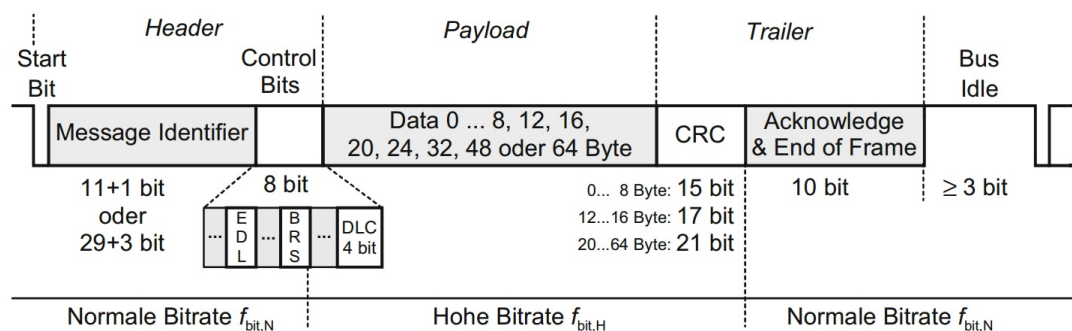 Header
Payload
Trailer
Start
Bit
Control
Bits
Bus
Idle
Message Identifier
Data 0 ... 8, 12, 16,
20, 24, 32, 48 oder 64 Byte
CRC
Acknowledge
& End of Frame
11+1 bit
oder
29+3 bit
8 bit
0... 8 Byte: 15 bit
12...16 Byte: 17 bit
20...64 Byte: 21 bit
10 bit
≥ 3 bit
... EDL ... BRS ... DLC
4 bit
Normale Bitrate fbit,N
Hohe Bitrate fbit,H
Normale Bitrate fbit,N